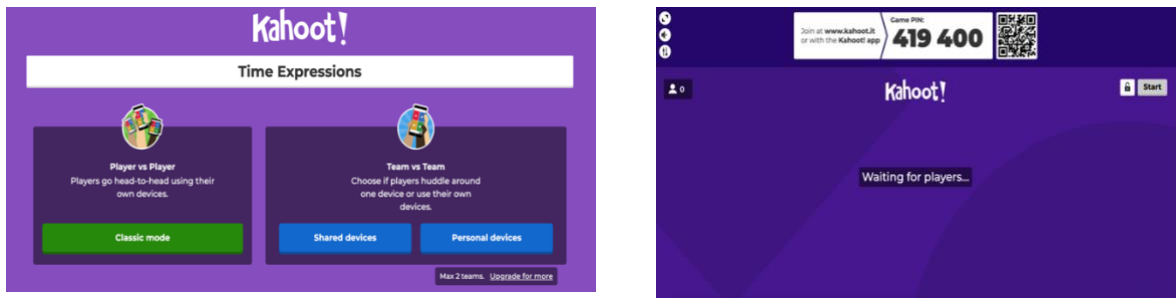 Kahoot!
Time Expressions
Player vs Player
Players go head-to-head using their
own devices.
Classic mode
Team vs Team
Choose if players huddle around
one device or use their own
devices.
Shared devices
Personal devices
Max 2 teams. Upgrade for more
Join at www.kahoot.it
or with the Kahoot! app
Game PIN:
419 400
0
Kahoot!
Start
Waiting for players...